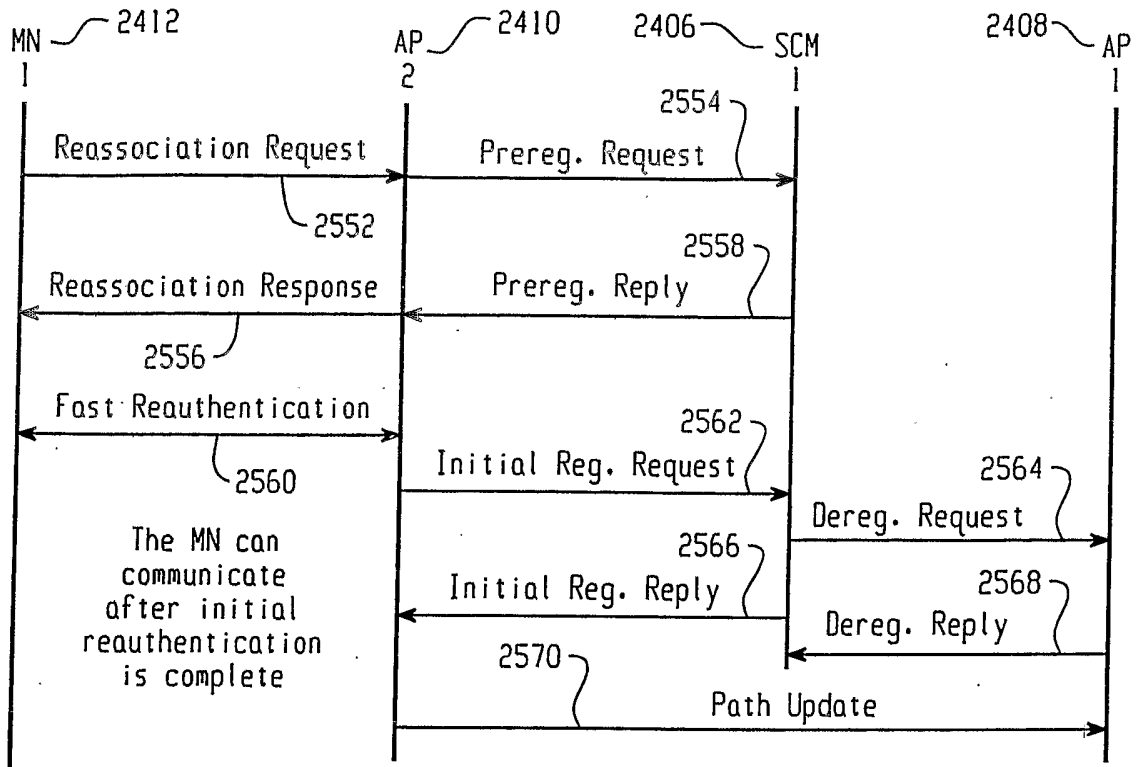 MN 2412
1
AP 2410
2
2406 SCM
1
2408 AP
1
2554
Reassociation Request
Prereg. Request
2552
2558
Reassociation Response
Prereg. Reply
2556
Fast Reauthentication
2562
2560
Initial Reg. Request
2564
Dereg. Request
The MN can
communicate
after initial
reauthentication
is complete
2566
Initial Reg. Reply
2568
Dereg. Reply
2570
Path Update